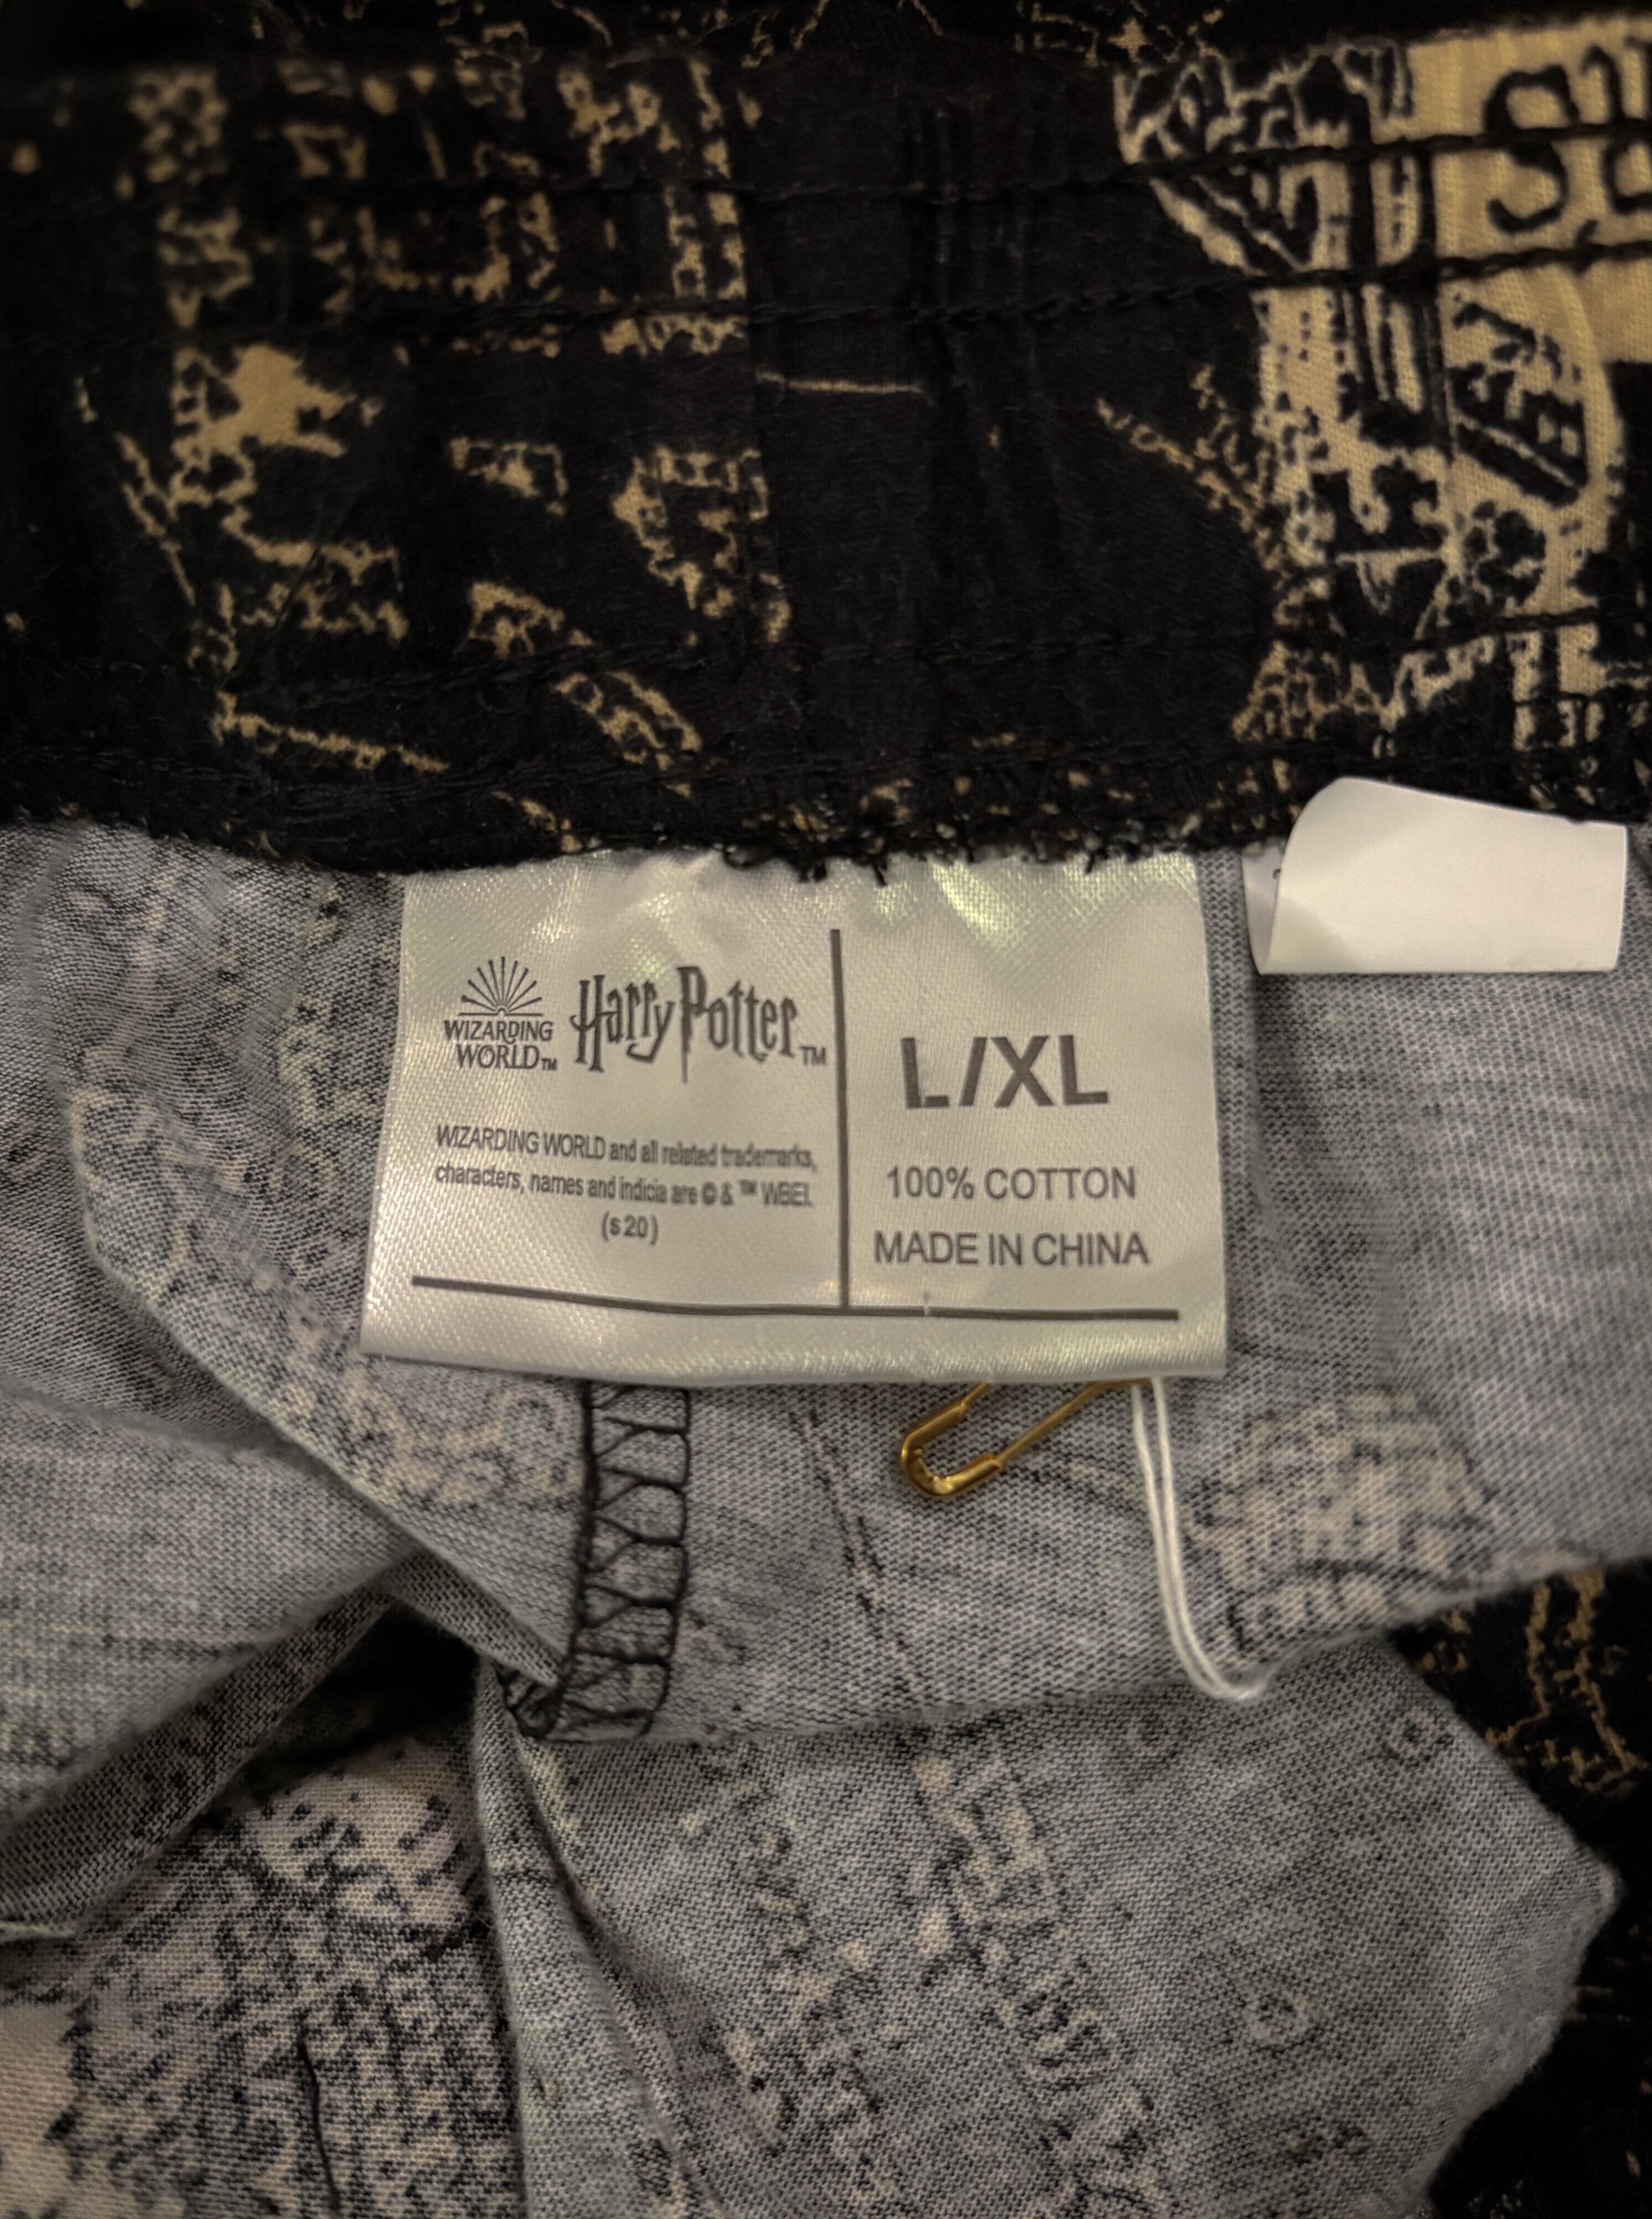 WIZARDING
WORLD™
Harry Potter™
WIZARDING WORLD and all related trademarks,
characters, names and indicia are © & ™ WBEI.
(s20)
L/XL
100% COTTON
MADE IN CHINA